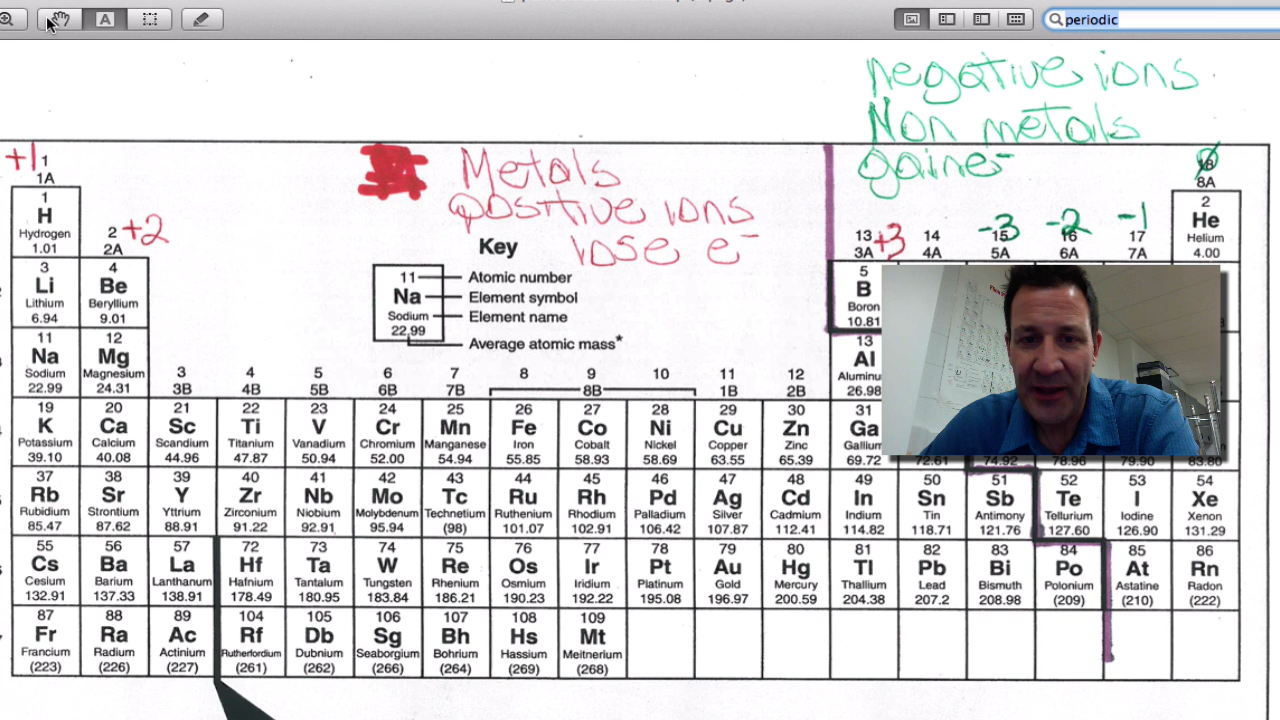 periodic
negative ions
Non metals
gain e-
Metals
positive ions
lose e-
+1
+2
+3
-3
-2
-1
Key
11 Atomic number
Na Element symbol
Sodium Element name
22.99 Average atomic mass*
1 2 3 4 5 6 7 8 9 10 11 12 13 14 15 16 17 18
1A 2A 3B 4B 5B 6B 7B 8B 1B 2B 3A 4A 5A 6A 7A 8A
1 2
H He
Hydrogen Helium
1.01 4.00
3 4 5
Li Be B
Lithium Beryllium Boron
6.94 9.01 10.81
11 12 13
Na Mg Al
Sodium Magnesium Aluminu
22.99 24.31 26.98
19 20 21 22 23 24 25 26 27 28 29 30 31
K Ca Sc Ti V Cr Mn Fe Co Ni Cu Zn Ga
Potassium Calcium Scandium Titanium Vanadium Chromium Manganese Iron Cobalt Nickel Copper Zinc Gallium
39.10 40.08 44.96 47.87 50.94 52.00 54.94 55.85 58.93 58.69 63.55 65.39 69.72 72.61 74.92 78.96 79.90 83.80
37 38 39 40 41 42 43 44 45 46 47 48 49 50 51 52 53 54
Rb Sr Y Zr Nb Mo Tc Ru Rh Pd Ag Cd In Sn Sb Te I Xe
Rubidium Strontium Yttrium Zirconium Niobium Molybdenum Technetium Ruthenium Rhodium Palladium Silver Cadmium Indium Tin Antimony Tellurium Iodine Xenon
85.47 87.62 88.91 91.22 92.91 95.94 (98) 101.07 102.91 106.42 107.87 112.41 114.82 118.71 121.76 127.60 126.90 131.29
55 56 57 72 73 74 75 76 77 78 79 80 81 82 83 84 85 86
Cs Ba La Hf Ta W Re Os Ir Pt Au Hg Tl Pb Bi Po At Rn
Cesium Barium Lanthanum Hafnium Tantalum Tungsten Rhenium Osmium Iridium Platinum Gold Mercury Thallium Lead Bismuth Polonium Astatine Radon
132.91 137.33 138.91 178.49 180.95 183.84 186.21 190.23 192.22 195.08 196.97 200.59 204.38 207.2 208.98 (209) (210) (222)
87 88 89 104 105 106 107 108 109
Fr Ra Ac Rf Db Sg Bh Hs Mt
Francium Radium Actinium Rutherfordium Dubnium Seaborgium Bohrium Hassium Meitnerium
(223) (226) (227) (261) (262) (266) (264) (269) (268)